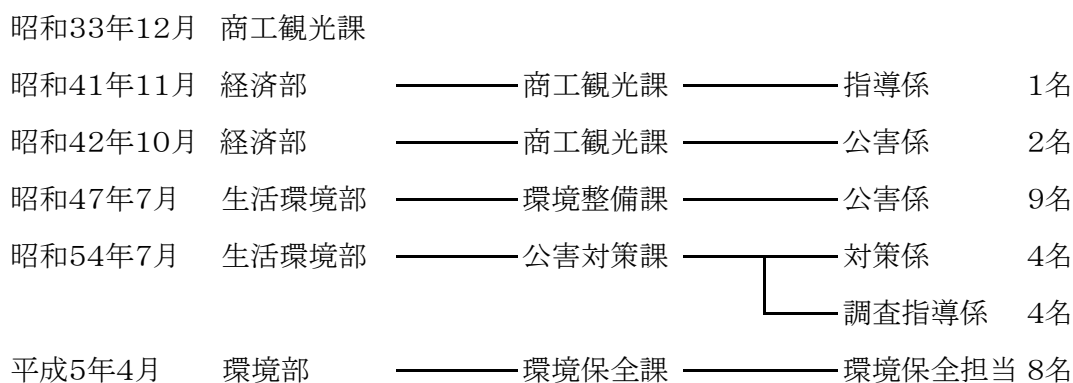 昭和33年12月 商工観光課
昭和41年11月 経済部 商工観光課 指導係 1名
昭和42年10月 経済部 商工観光課 公害係 2名
昭和47年7月 生活環境部 環境整備課 公害係 9名
昭和54年7月 生活環境部 公害対策課 対策係 4名
調査指導係 4名
平成5年4月 環境部 環境保全課 環境保全担当 8名